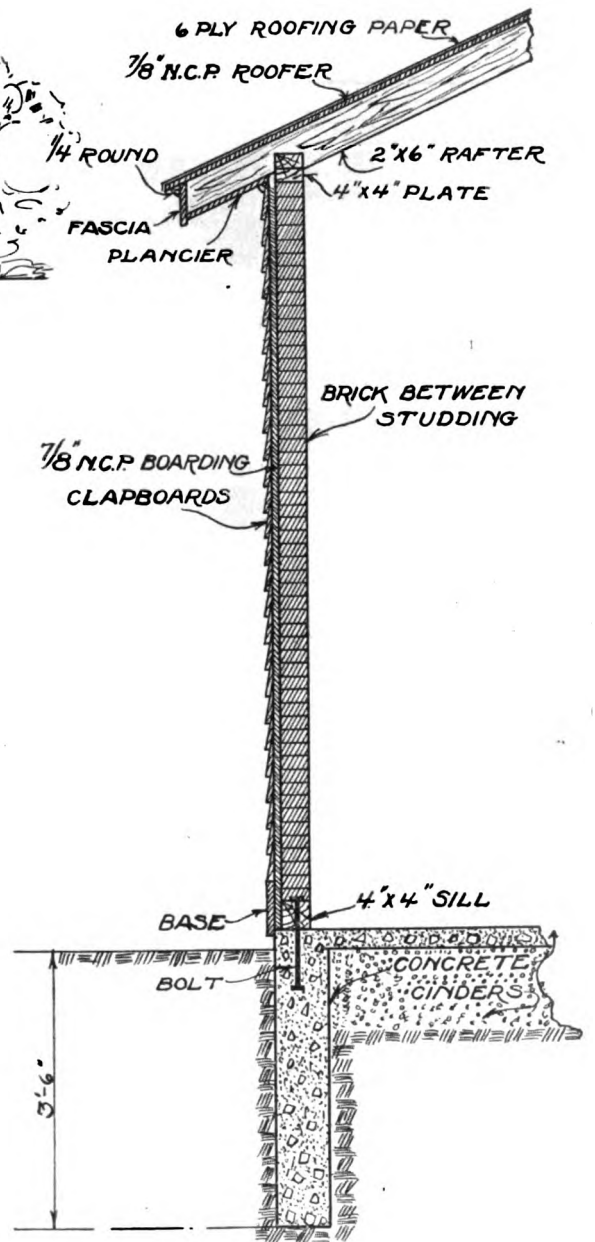 6 PLY ROOFING PAPER
7/8" N.C.P. ROOFER
1/4 ROUND
2"X6" RAFTER
4"X4" PLATE
FASCIA
PLANCIER
BRICK BETWEEN
STUDDING
7/8" N.C.P. BOARDING
CLAPBOARDS
4"X4" SILL
BASE
BOLT
CONCRETE
CINDERS
3'-6"